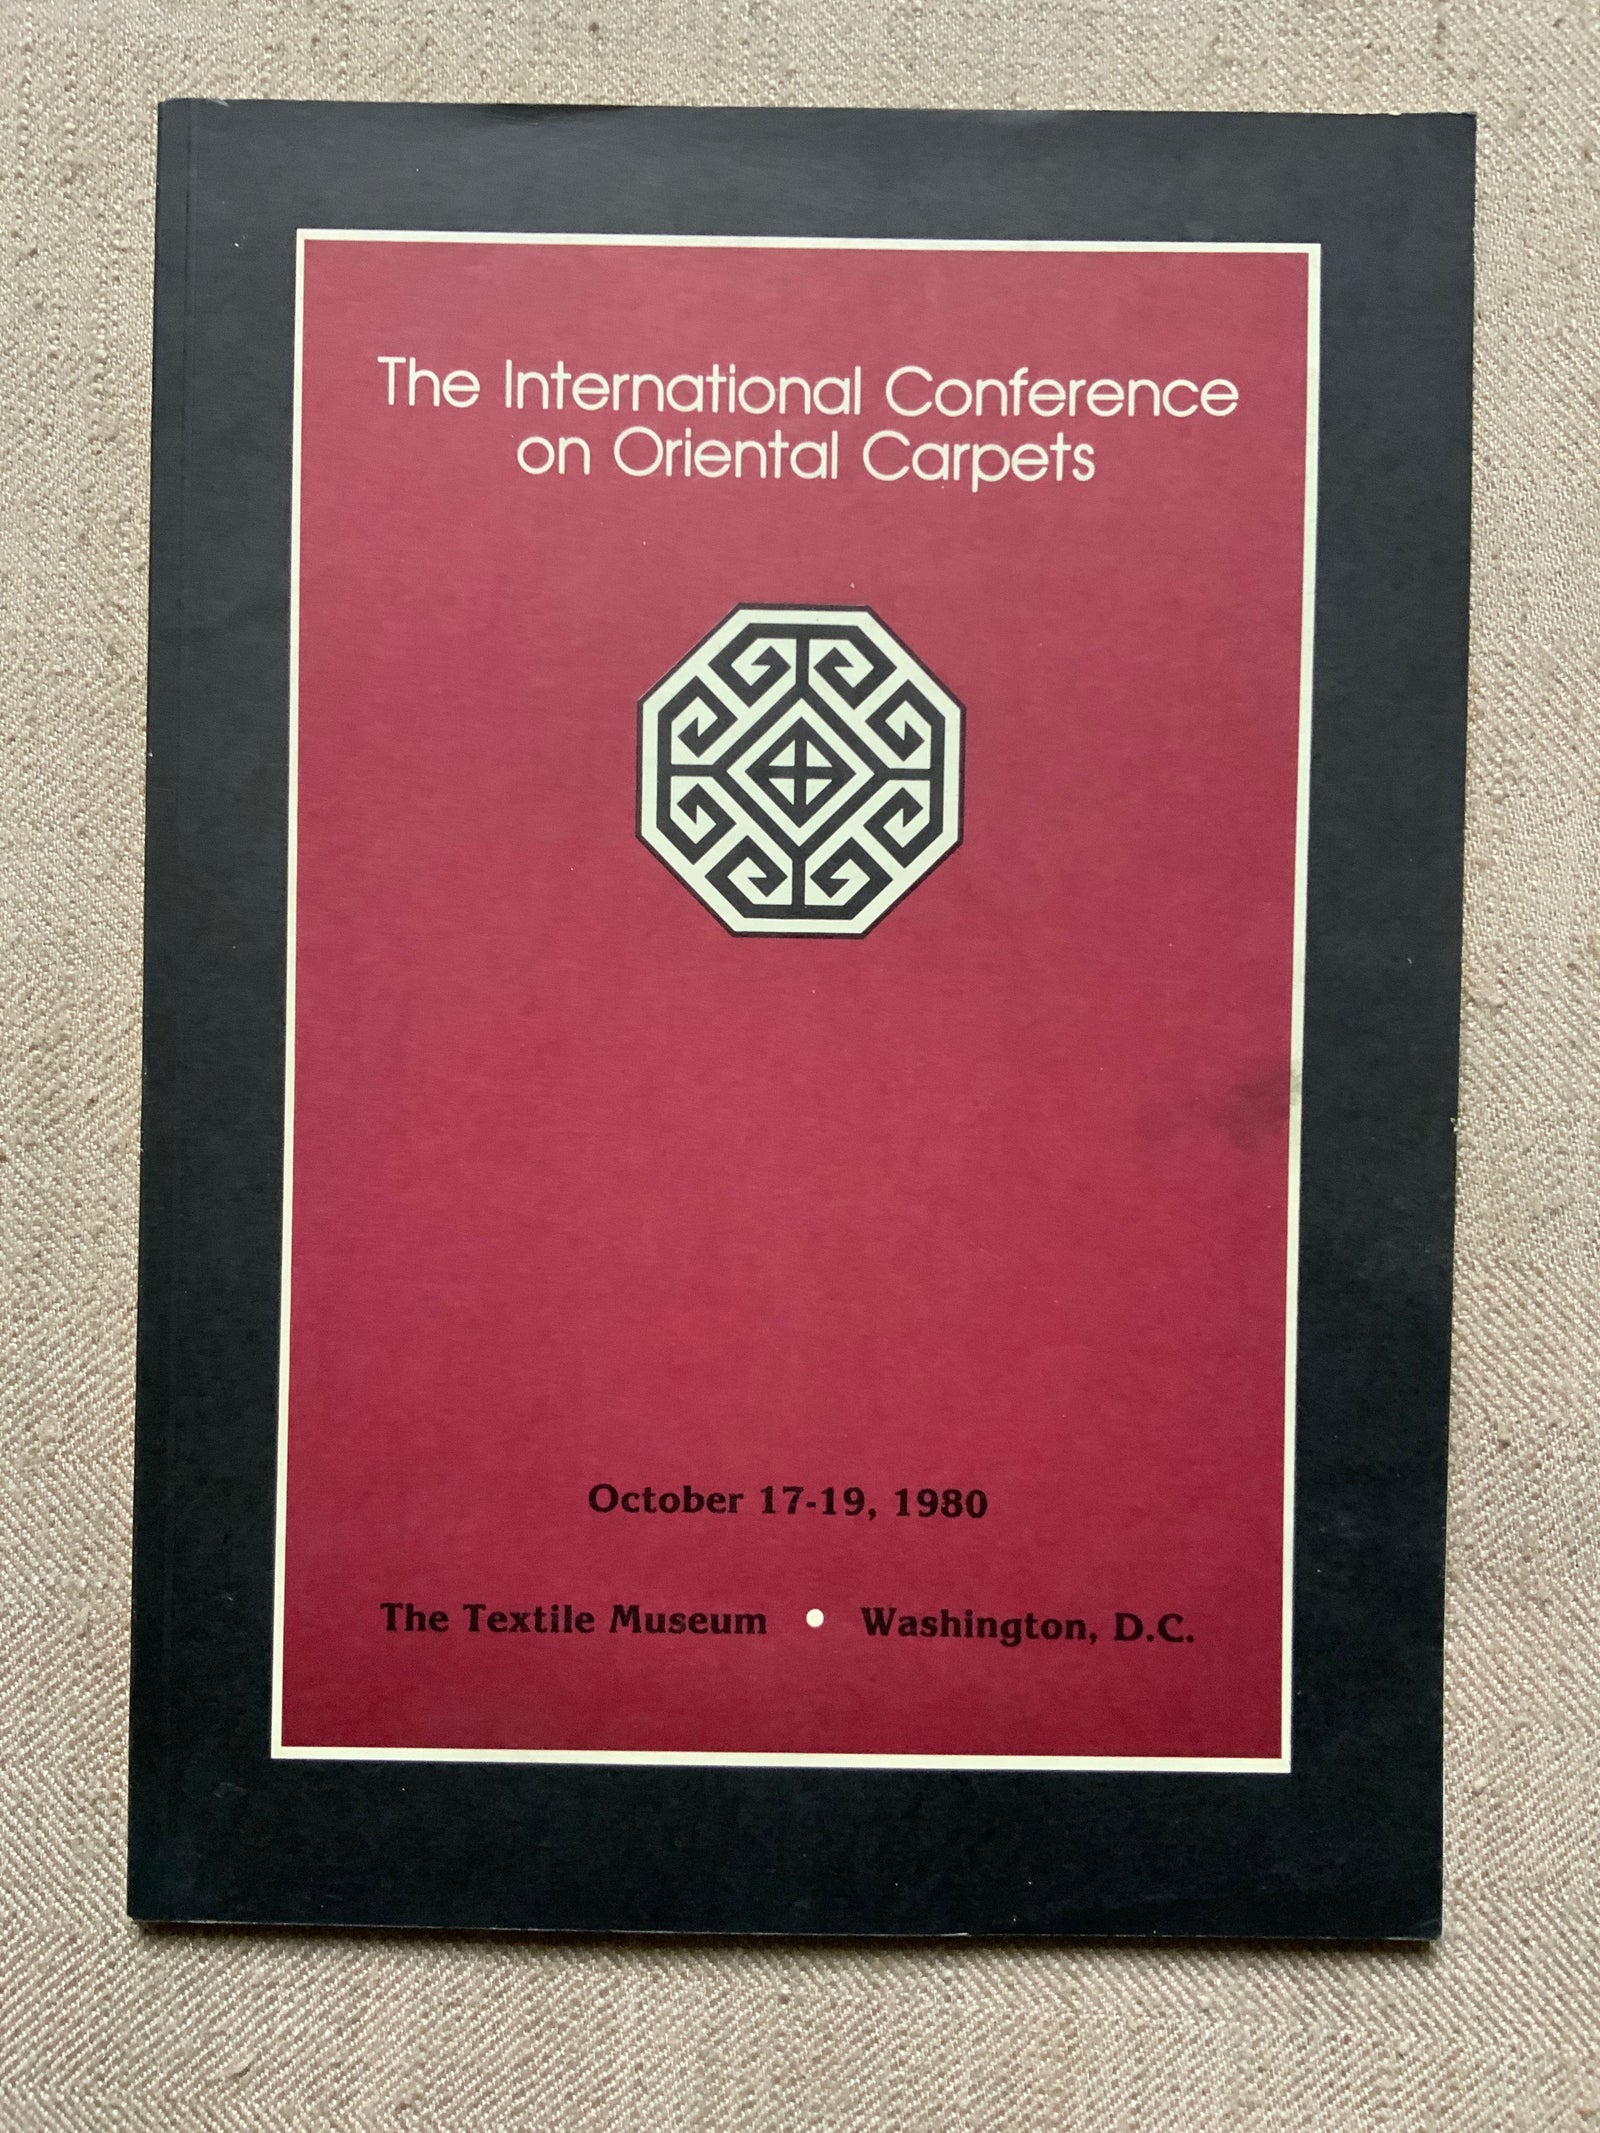 The International Conference
on Oriental Carpets
October 17-19, 1980
The Textile Museum • Washington, D.C.